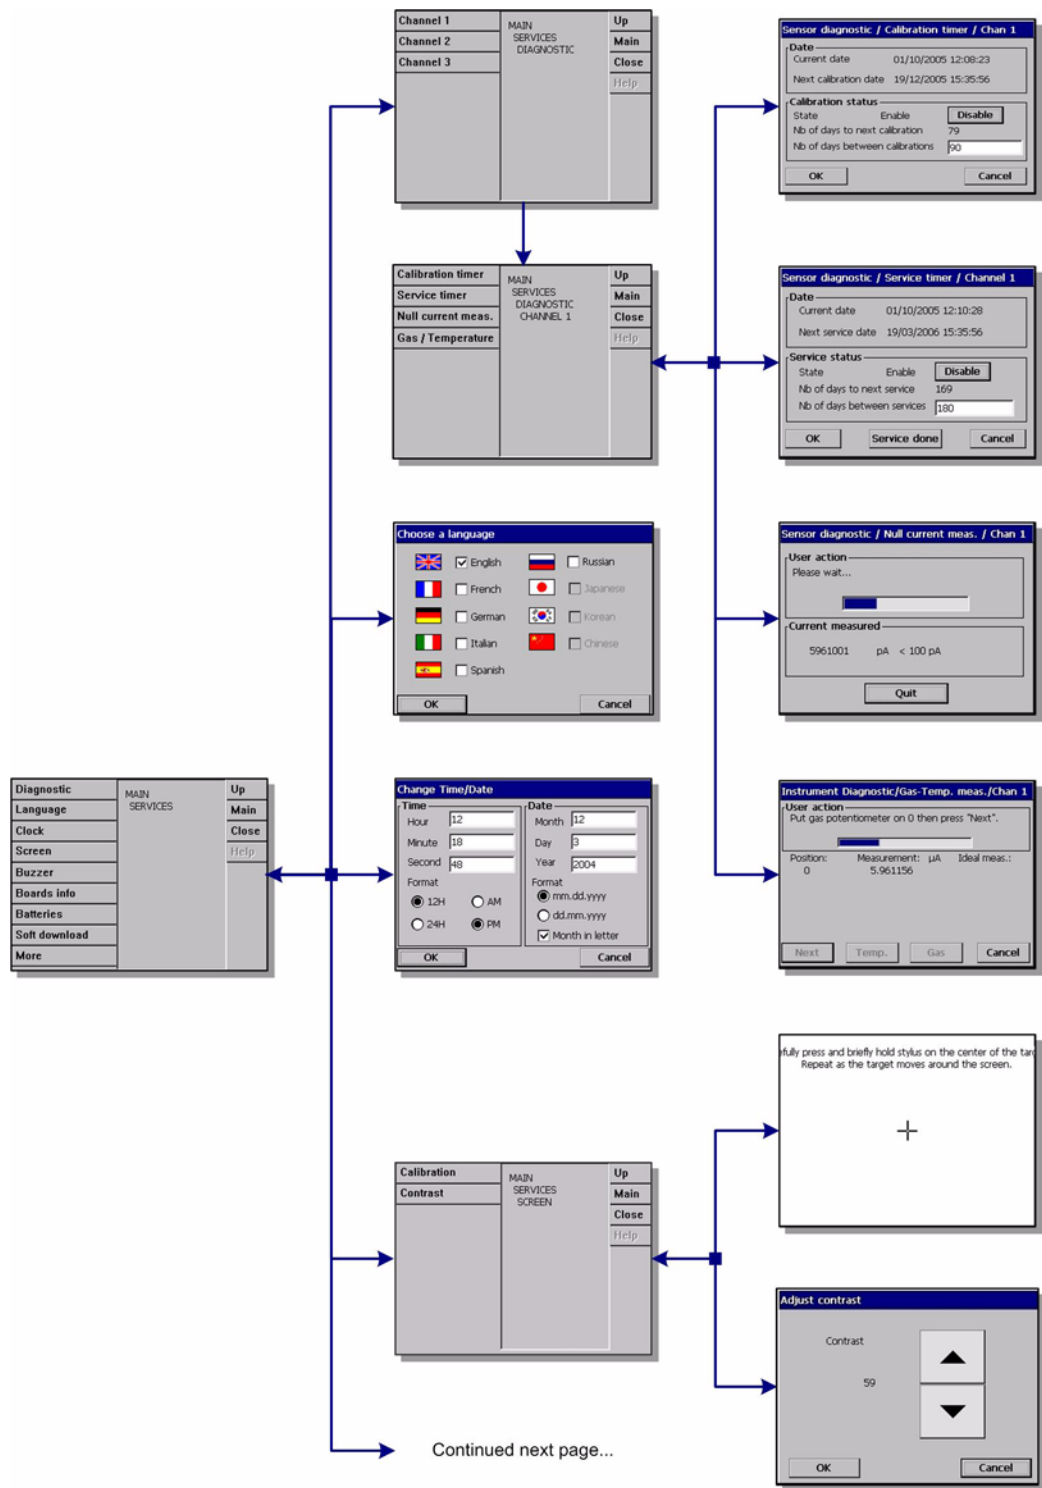 Channel 1
Channel 2
Channel 3
MAIN
SERVICES
DIAGNOSTIC
Up
Main
Close
Help
Sensor diagnostic / Calibration timer / Chan 1
Date
Current date 01/10/2005 12:08:23
Next calibration date 19/12/2005 15:35:56
Calibration status
State Enable Disable
Nb of days to next calibration 79
Nb of days between calibrations 90
OK Cancel
Calibration timer
Service timer
Null current meas.
Gas / Temperature
MAIN
SERVICES
DIAGNOSTIC
CHANNEL 1
Up
Main
Close
Help
Sensor diagnostic / Service timer / Channel 1
Date
Current date 01/10/2005 12:10:28
Next service date 19/03/2006 15:35:56
Service status
State Enable Disable
Nb of days to next service 169
Nb of days between services 180
OK Service done Cancel
Choose a language
English Russian
French Japanese
German Korean
Italian Chinese
Spanish
OK Cancel
Sensor diagnostic / Null current meas. / Chan 1
User action
Please wait...
Current measured
5961001 pA < 100 pA
Quit
Diagnostic
Language
Clock
Screen
Buzzer
Boards info
Batteries
Soft download
More
MAIN
SERVICES
Up
Main
Close
Help
Change Time/Date
Time Date
Hour 12 Month 12
Minute 18 Day 3
Second 48 Year 2004
Format Format
12H AM mm.dd.yyyy
24H PM dd.mm.yyyy
Month in letter
OK Cancel
Instrument Diagnostic/Gas-Temp. meas./Chan 1
User action
Put gas potentiometer on 0 then press "Next".
Position: Measurement: µA Ideal meas.:
0 5.961156
Next Temp. Gas Cancel
efully press and briefly hold stylus on the center of the tar
Repeat as the target moves around the screen.
Calibration
Contrast
MAIN
SERVICES
SCREEN
Up
Main
Close
Help
Adjust contrast
Contrast
59
OK Cancel
Continued next page...